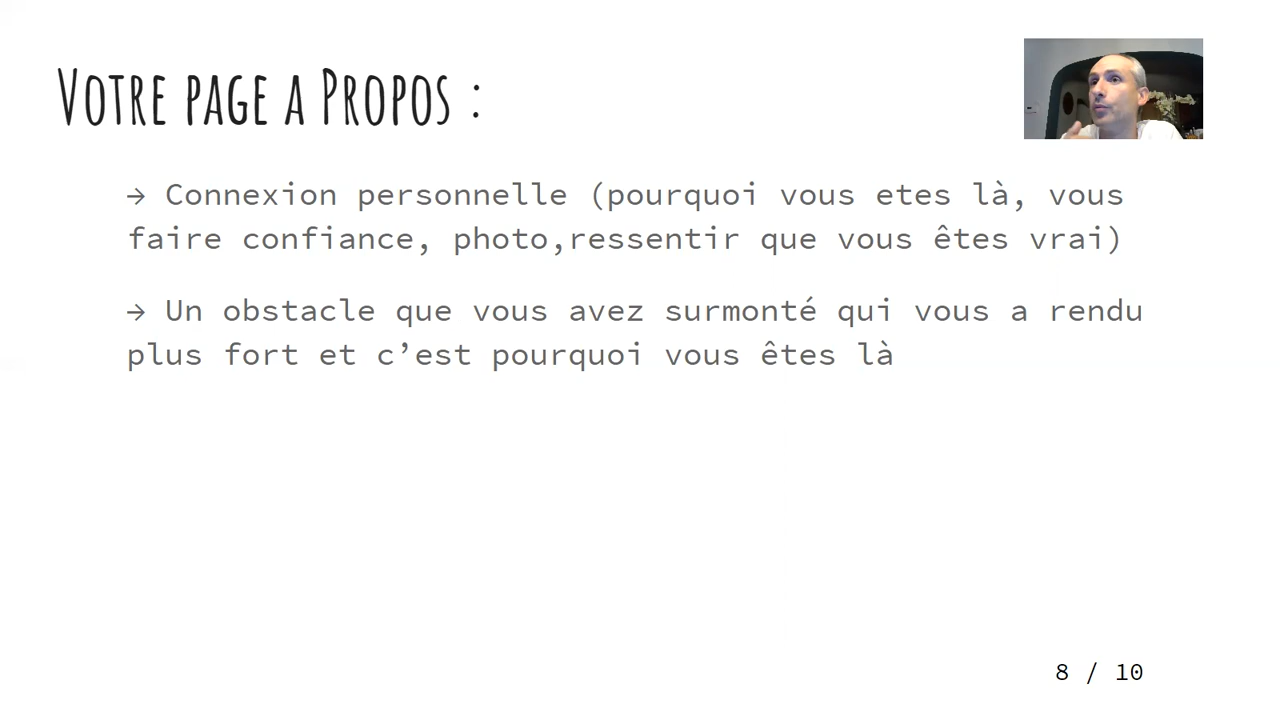 Votre page a Propos :
→ Connexion personnelle (pourquoi vous etes là, vous
faire confiance, photo,ressentir que vous êtes vrai)
→ Un obstacle que vous avez surmonté qui vous a rendu
plus fort et c’est pourquoi vous êtes là
8 / 10